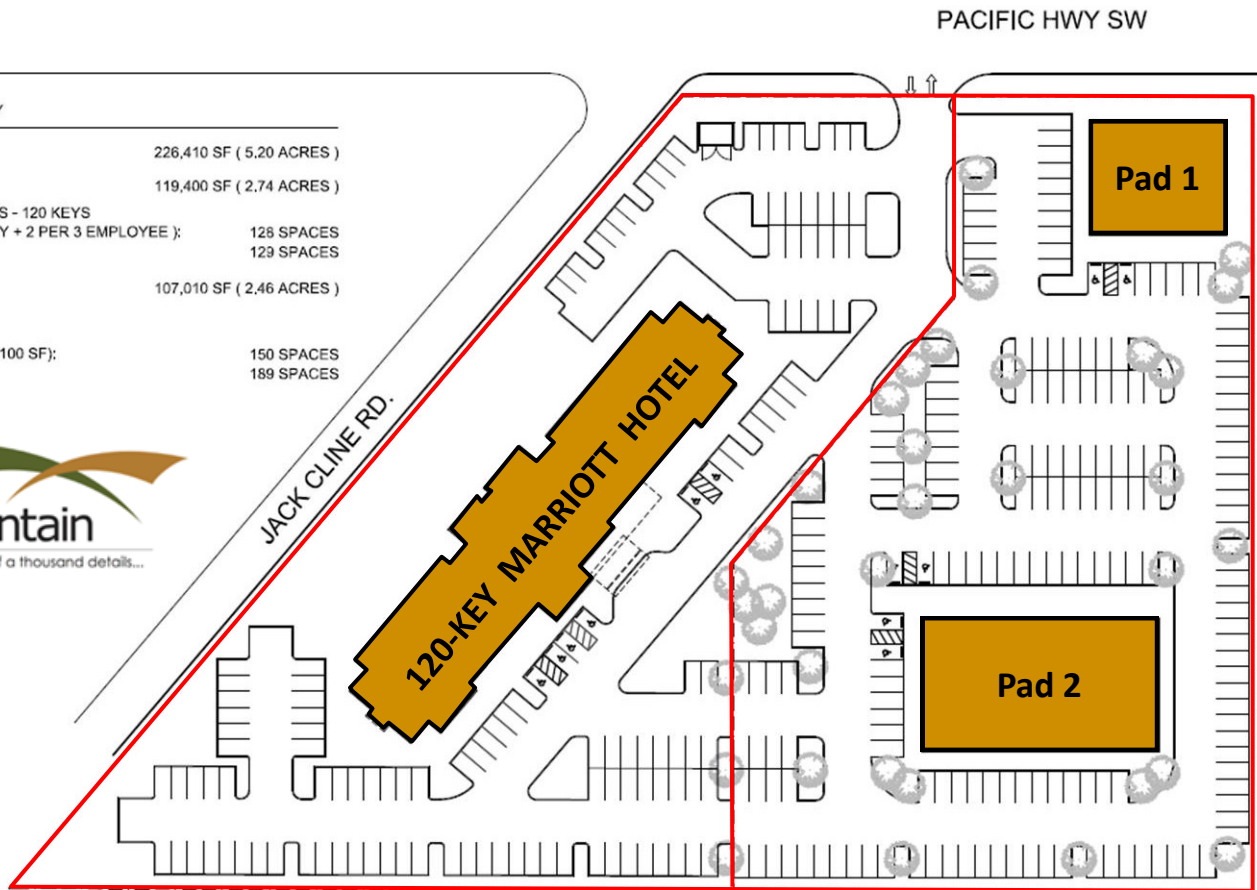 PACIFIC HWY SW
Y
226,410 SF ( 5.20 ACRES )
119,400 SF ( 2.74 ACRES )
S - 120 KEYS
Y + 2 PER 3 EMPLOYEE ): 128 SPACES
129 SPACES
107,010 SF ( 2.46 ACRES )
100 SF): 150 SPACES
189 SPACES
JACK CLINE RD.
ntain
f a thousand details...
120-KEY MARRIOTT HOTEL
Pad 1
Pad 2